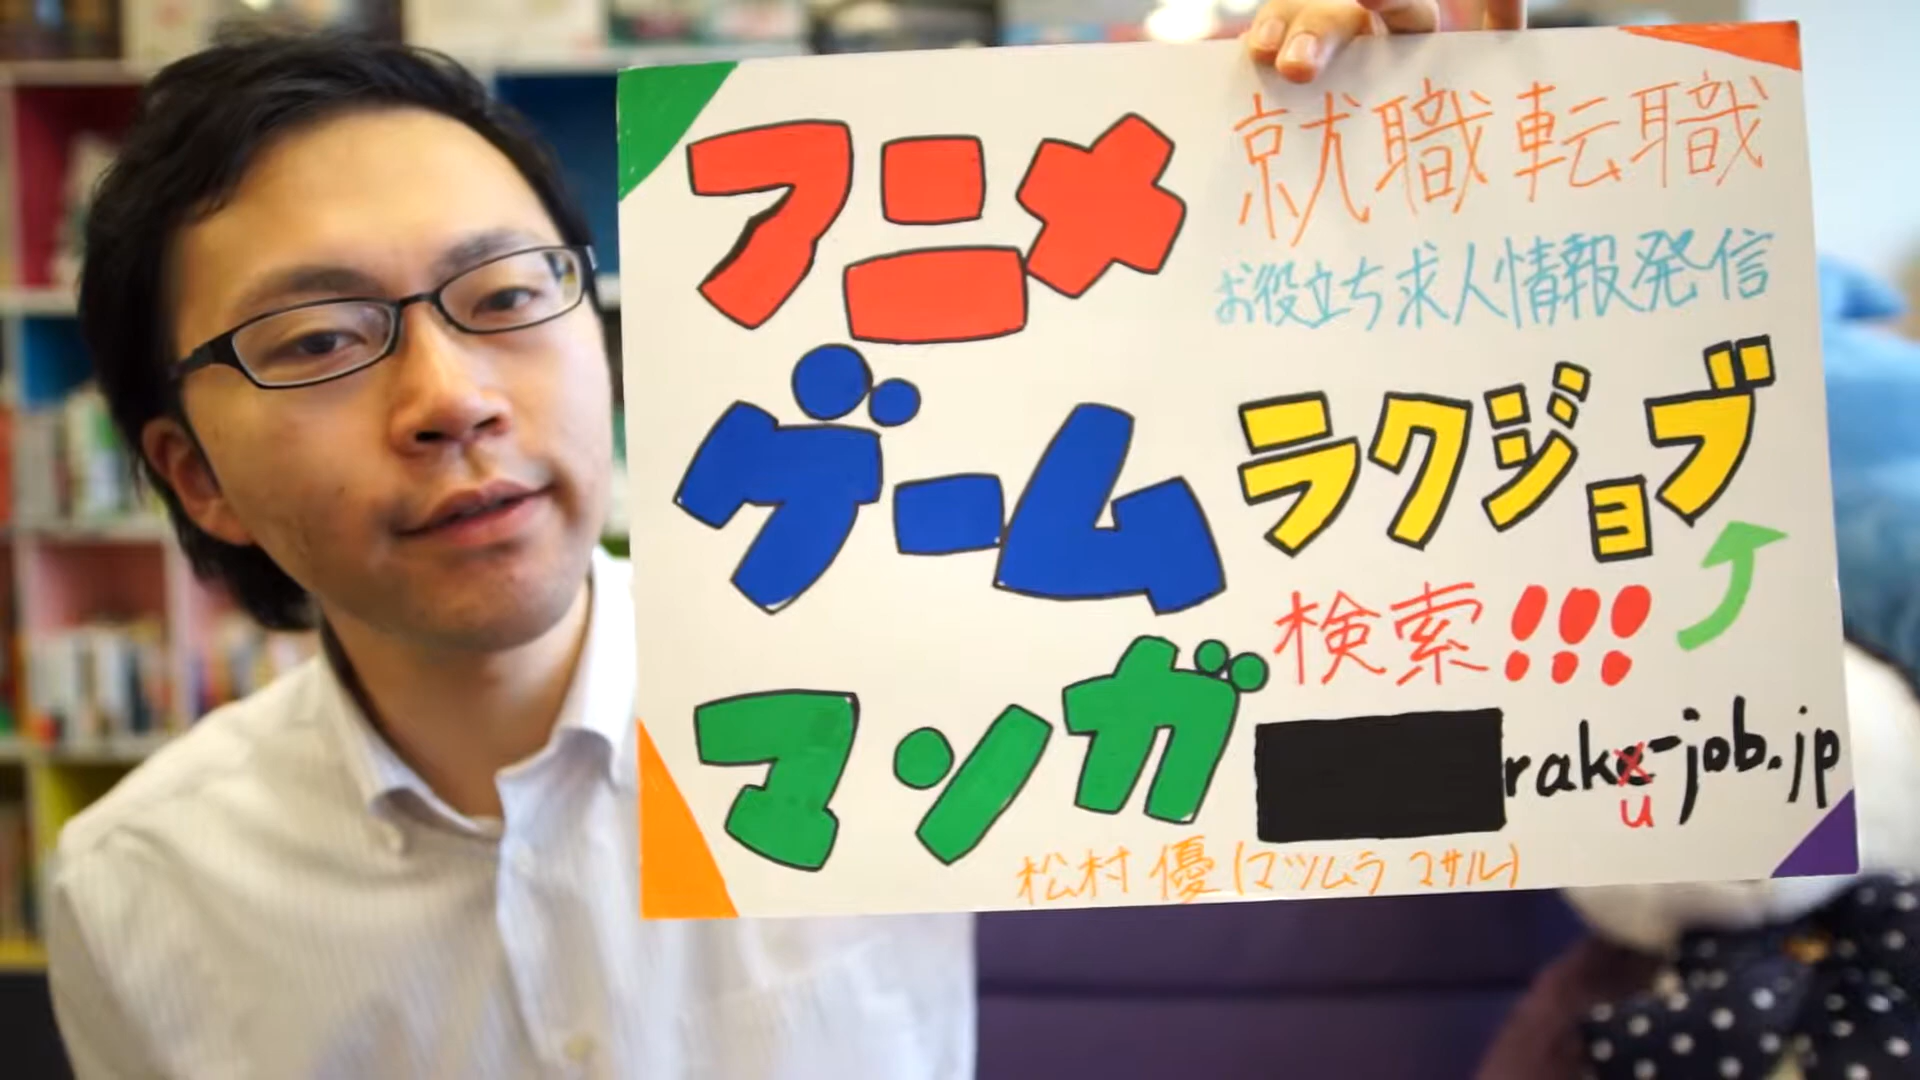 アニメ
ゲーム
マンガ
就職転職
お役立ち求人情報発信
ラクジョブ
検索!!!
rake-job.jp
u
松村 優(マツムラ マサル)